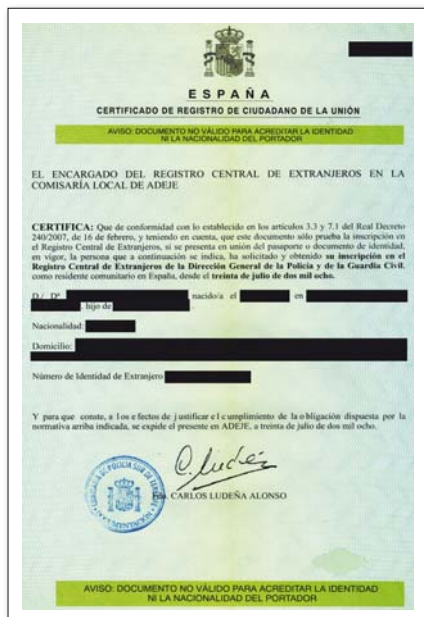 ESPAÑA
CERTIFICADO DE REGISTRO DE CIUDADANO DE LA UNIÓN
AVISO: DOCUMENTO NO VÁLIDO PARA ACREDITAR LA IDENTIDAD
NI LA NACIONALIDAD DEL PORTADOR
EL ENCARGADO DEL REGISTRO CENTRAL DE EXTRANJEROS EN LA
COMISARÍA LOCAL DE ADEJE
CERTIFICA: Que de conformidad con lo establecido en los artículos 3.3 y 7.1 del Real Decreto
240/2007, de 16 de febrero, y teniendo en cuenta, que este documento sólo prueba la inscripción en
el Registro Central de Extranjeros, si se presenta en unión del pasaporte o documento de identidad,
en vigor, la persona que a continuación se indica, ha solicitado y obtenido su inscripción en el
Registro Central de Extranjeros de la Dirección General de la Policía y de la Guardia Civil,
como residente comunitario en España, desde el treinta de julio de dos mil ocho.
D./ Dª nacido/a el en
, hijo de .
Nacionalidad:
Domicilio:
Número de Identidad de Extranjero
Y para que conste, a los efectos de justificar el cumplimiento de la obligación dispuesta por la
normativa arriba indicada, se expide el presente en ADEJE, a treinta de julio de dos mil ocho.
C. Ludeña
Fdo. CARLOS LUDEÑA ALONSO
AVISO: DOCUMENTO NO VÁLIDO PARA ACREDITAR LA IDENTIDAD
NI LA NACIONALIDAD DEL PORTADOR